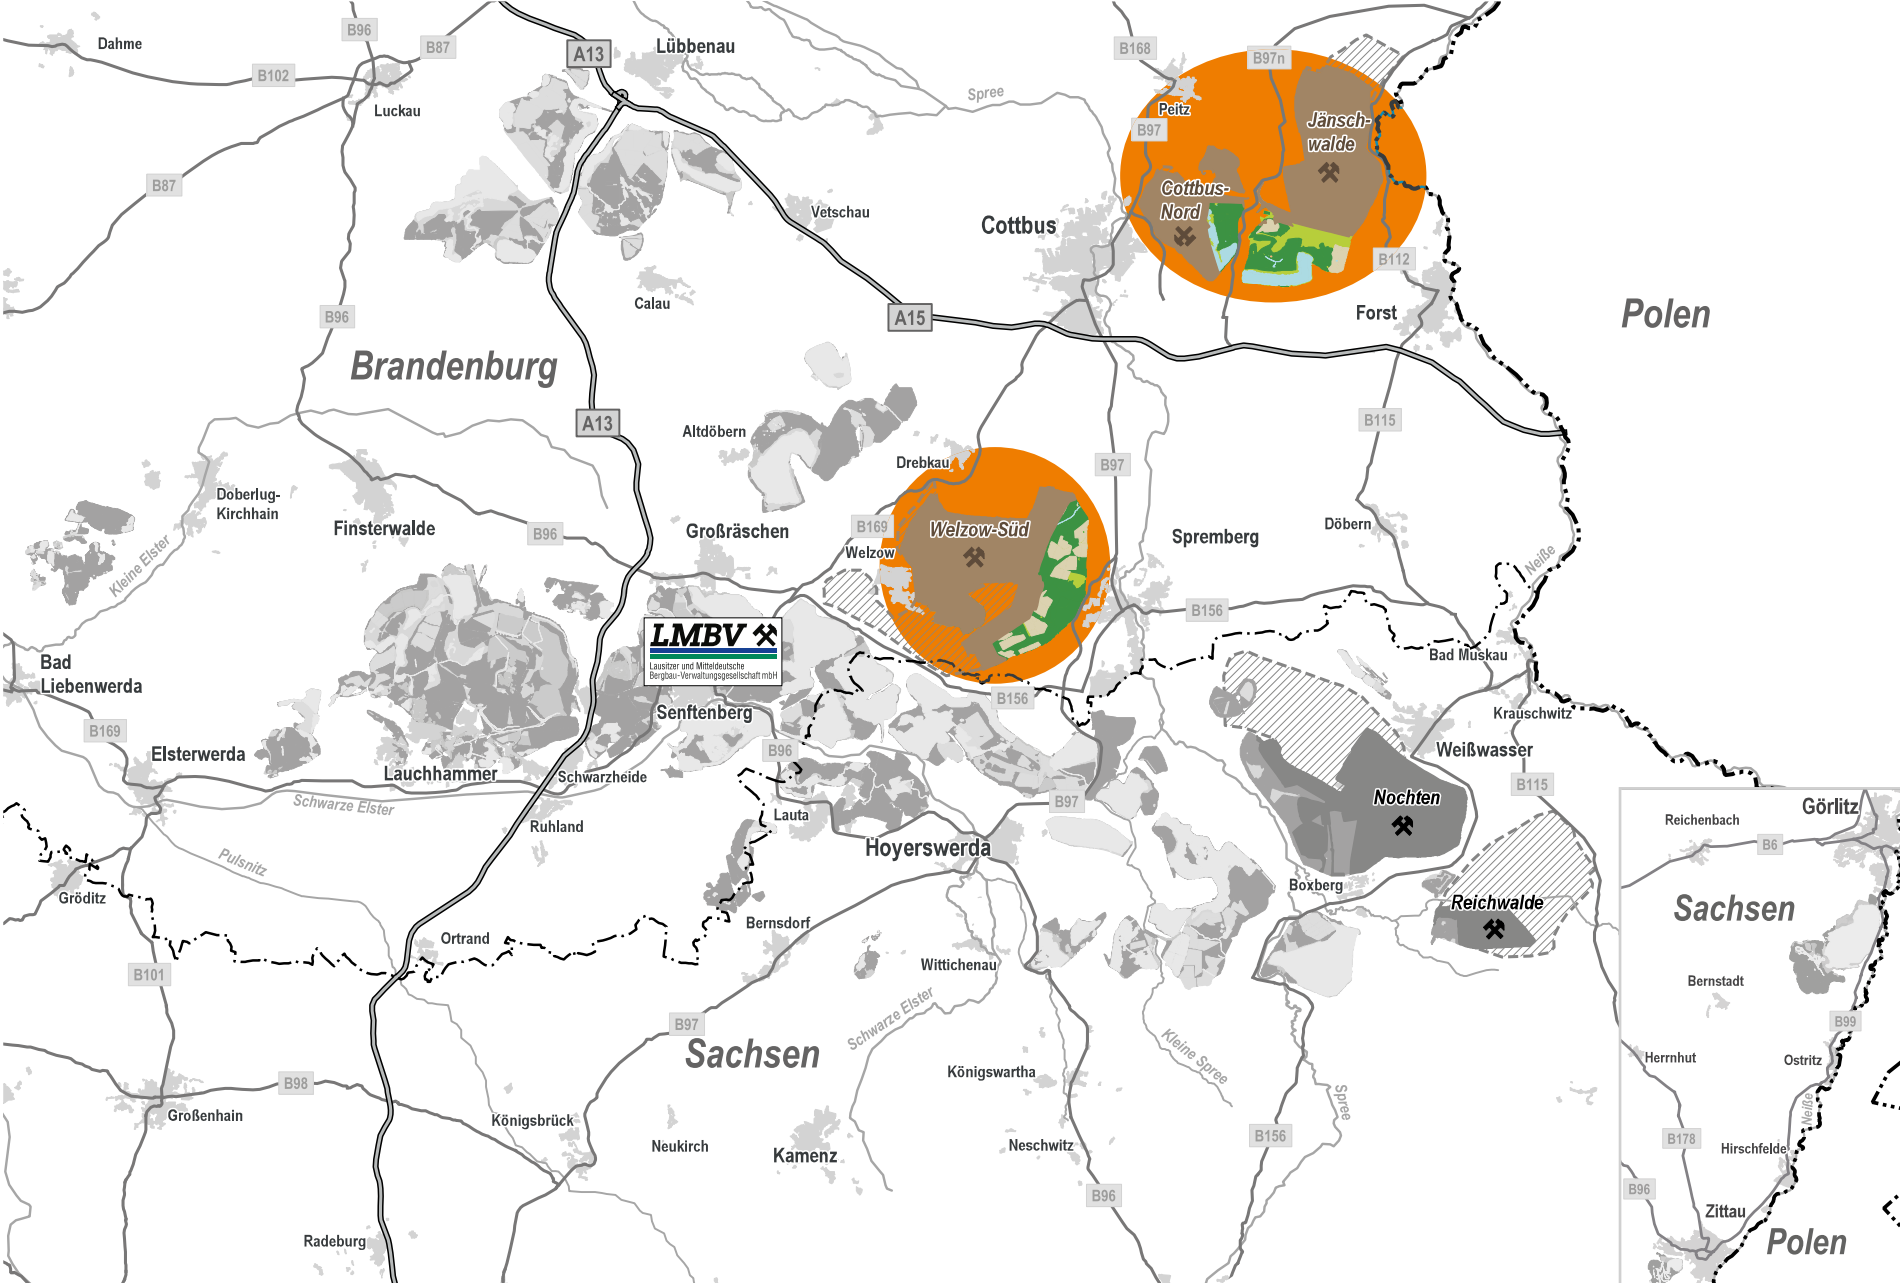 Dahme
B96
B87
B102
Luckau
A13
Lübbenau
B168
B97n
Spree
Peitz
B97
Jänsch-
walde
B87
Cottbus-
Nord
Vetschau
Cottbus
B112
Calau
Forst
B96
A15
Polen
Brandenburg
A13
Altdöbern
B115
Drebkau
B97
Doberlug-
Kirchhain
Finsterwalde
B96
Großräschen
B169
Welzow-Süd
Welzow
Spremberg
Döbern
Kleine Elster
Neiße
B156
LMBV
Lausitzer und Mitteldeutsche
Bergbau-Verwaltungsgesellschaft mbH
Bad
Liebenwerda
Bad Muskau
B156
Senftenberg
Krauschwitz
B169
Elsterwerda
B96
Weißwasser
Lauchhammer
Schwarzheide
B115
Schwarze Elster
B97
Nochten
Lauta
Ruhland
Hoyerswerda
Pulsnitz
Boxberg
Gröditz
Reichwalde
Bernsdorf
Ortrand
Wittichenau
B101
Schwarze Elster
B97
Sachsen
Kleine Spree
Königswartha
B98
Spree
Großenhain
Königsbrück
Neukirch
Kamenz
Neschwitz
B156
B96
Radeburg
Görlitz
Reichenbach
B6
Sachsen
Bernstadt
B99
Herrnhut
Ostritz
Neiße
B178
Hirschfelde
B96
Zittau
Polen